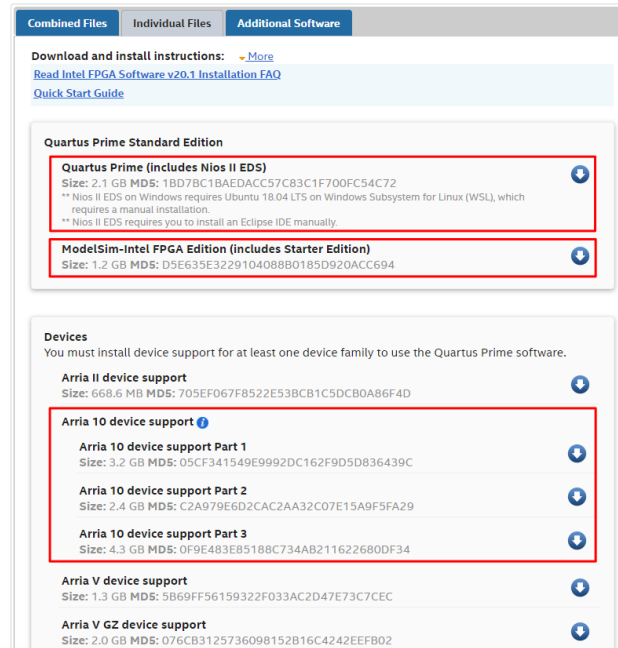 Combined Files
Individual Files
Additional Software
Download and install instructions: More
Read Intel FPGA Software v20.1 Installation FAQ
Quick Start Guide
Quartus Prime Standard Edition
Quartus Prime (includes Nios II EDS)
Size: 2.1 GB MD5: 1BD7BC1BAEDACC57C83C1F700FC54C72
** Nios II EDS on Windows requires Ubuntu 18.04 LTS on Windows Subsystem for Linux (WSL), which
requires a manual installation.
** Nios II EDS requires you to install an Eclipse IDE manually.
ModelSim-Intel FPGA Edition (includes Starter Edition)
Size: 1.2 GB MD5: D5E635E3229104088B0185D920ACC694
Devices
You must install device support for at least one device family to use the Quartus Prime software.
Arria II device support
Size: 668.6 MB MD5: 705EF067F8522E53BCB1C5DCB0A86F4D
Arria 10 device support
Arria 10 device support Part 1
Size: 3.2 GB MD5: 05CF341549E9992DC162F9D5D836439C
Arria 10 device support Part 2
Size: 2.4 GB MD5: C2A979E6D2CAC2AA32C07E15A9F5FA29
Arria 10 device support Part 3
Size: 4.3 GB MD5: 0F9E483E85188C734AB211622680DF34
Arria V device support
Size: 1.3 GB MD5: 5B69FF56159322F033AC2D47E73C7CEC
Arria V GZ device support
Size: 2.0 GB MD5: 076CB3125736098152B16C4242EEFB02